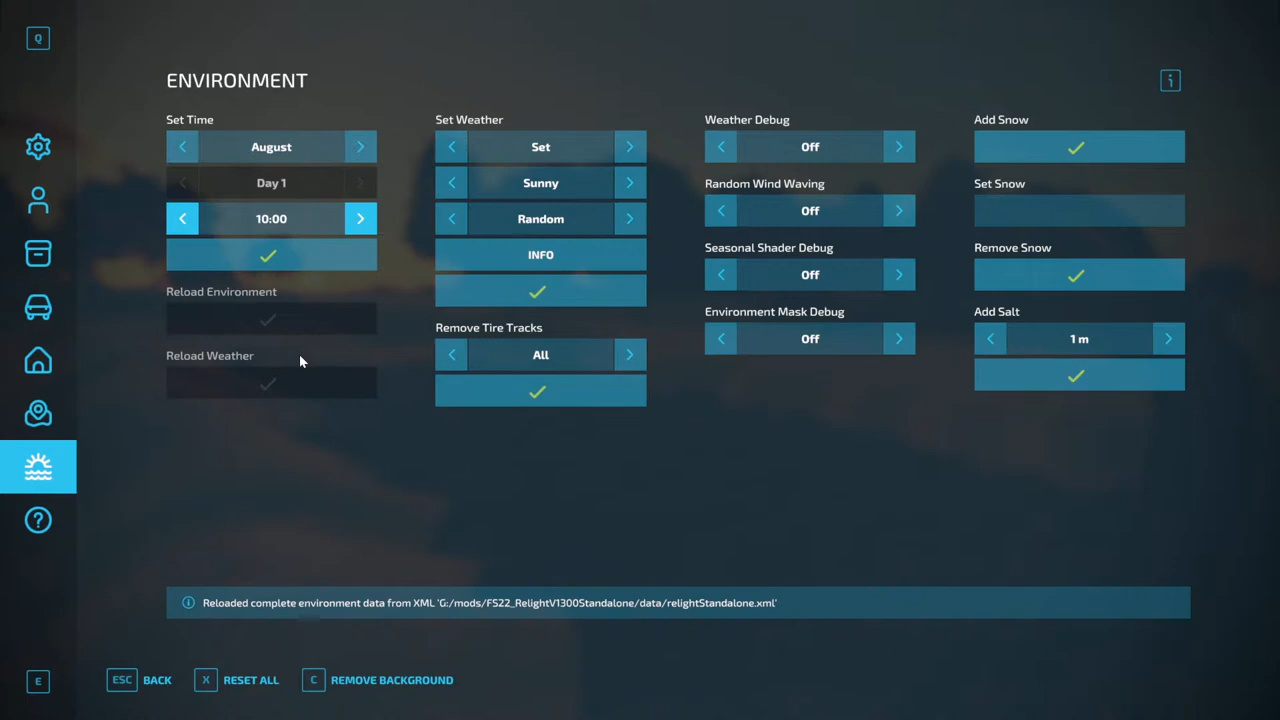 Q
ENVIRONMENT
i
Set Time
August
Day 1
10:00
Reload Environment
Reload Weather
Set Weather
Set
Sunny
Random
INFO
Remove Tire Tracks
All
Weather Debug
Off
Random Wind Waving
Off
Seasonal Shader Debug
Off
Environment Mask Debug
Off
Add Snow
Set Snow
Remove Snow
Add Salt
1 m
?
Reloaded complete environment data from XML 'G:/mods/FS22_RelightV1300Standalone/data/relightStandalone.xml'
E
ESC BACK X RESET ALL C REMOVE BACKGROUND